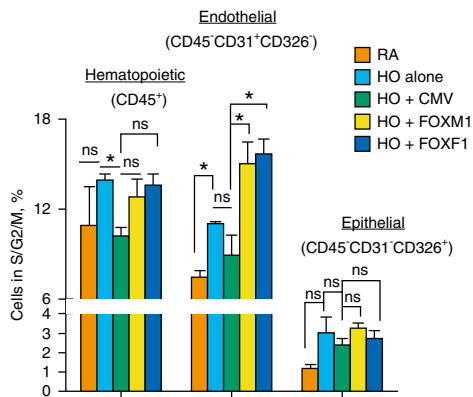 Endothelial
(CD45-CD31+CD326-)
Hematopoietic
(CD45+)
RA
HO alone
HO + CMV
HO + FOXM1
HO + FOXF1
Cells in S/G2/M, %
18
12
6
4
3
2
1
0
ns
*
ns
ns
*
ns
*
*
Epithelial
(CD45-CD31-CD326+)
ns
ns
ns
ns